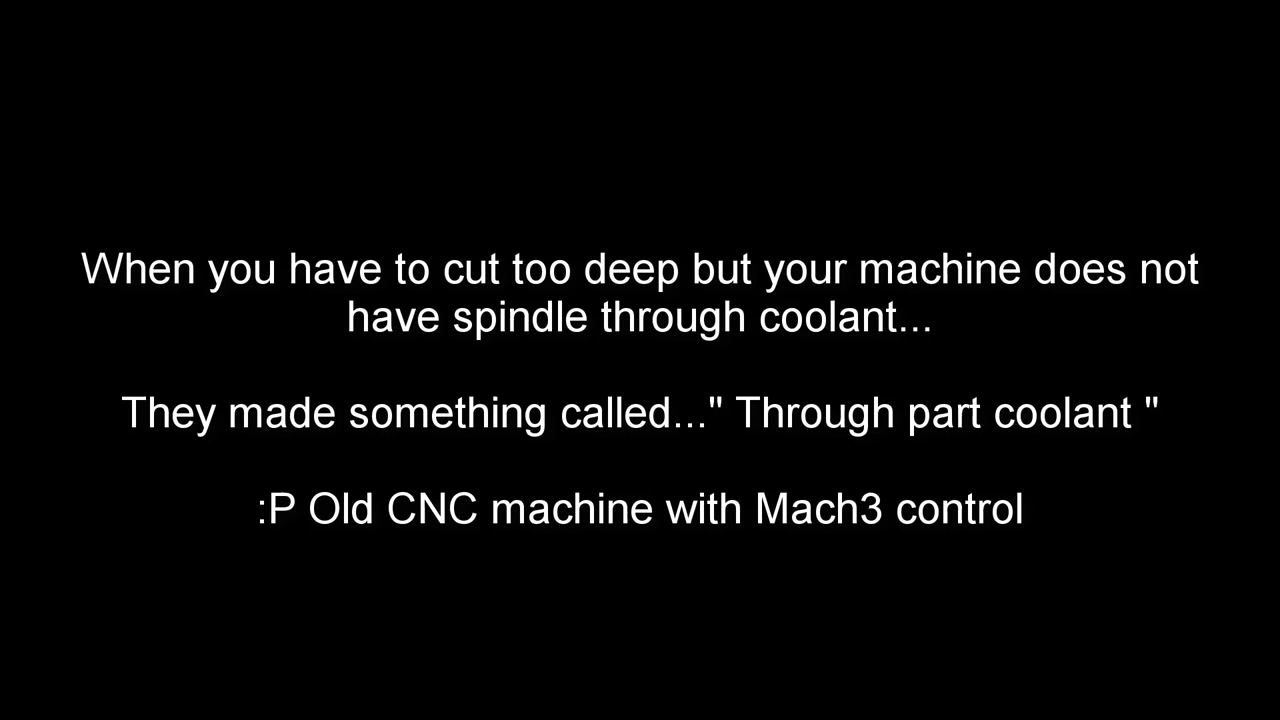 When you have to cut too deep but your machine does not
have spindle through coolant...
They made something called..." Through part coolant "
:P Old CNC machine with Mach3 control